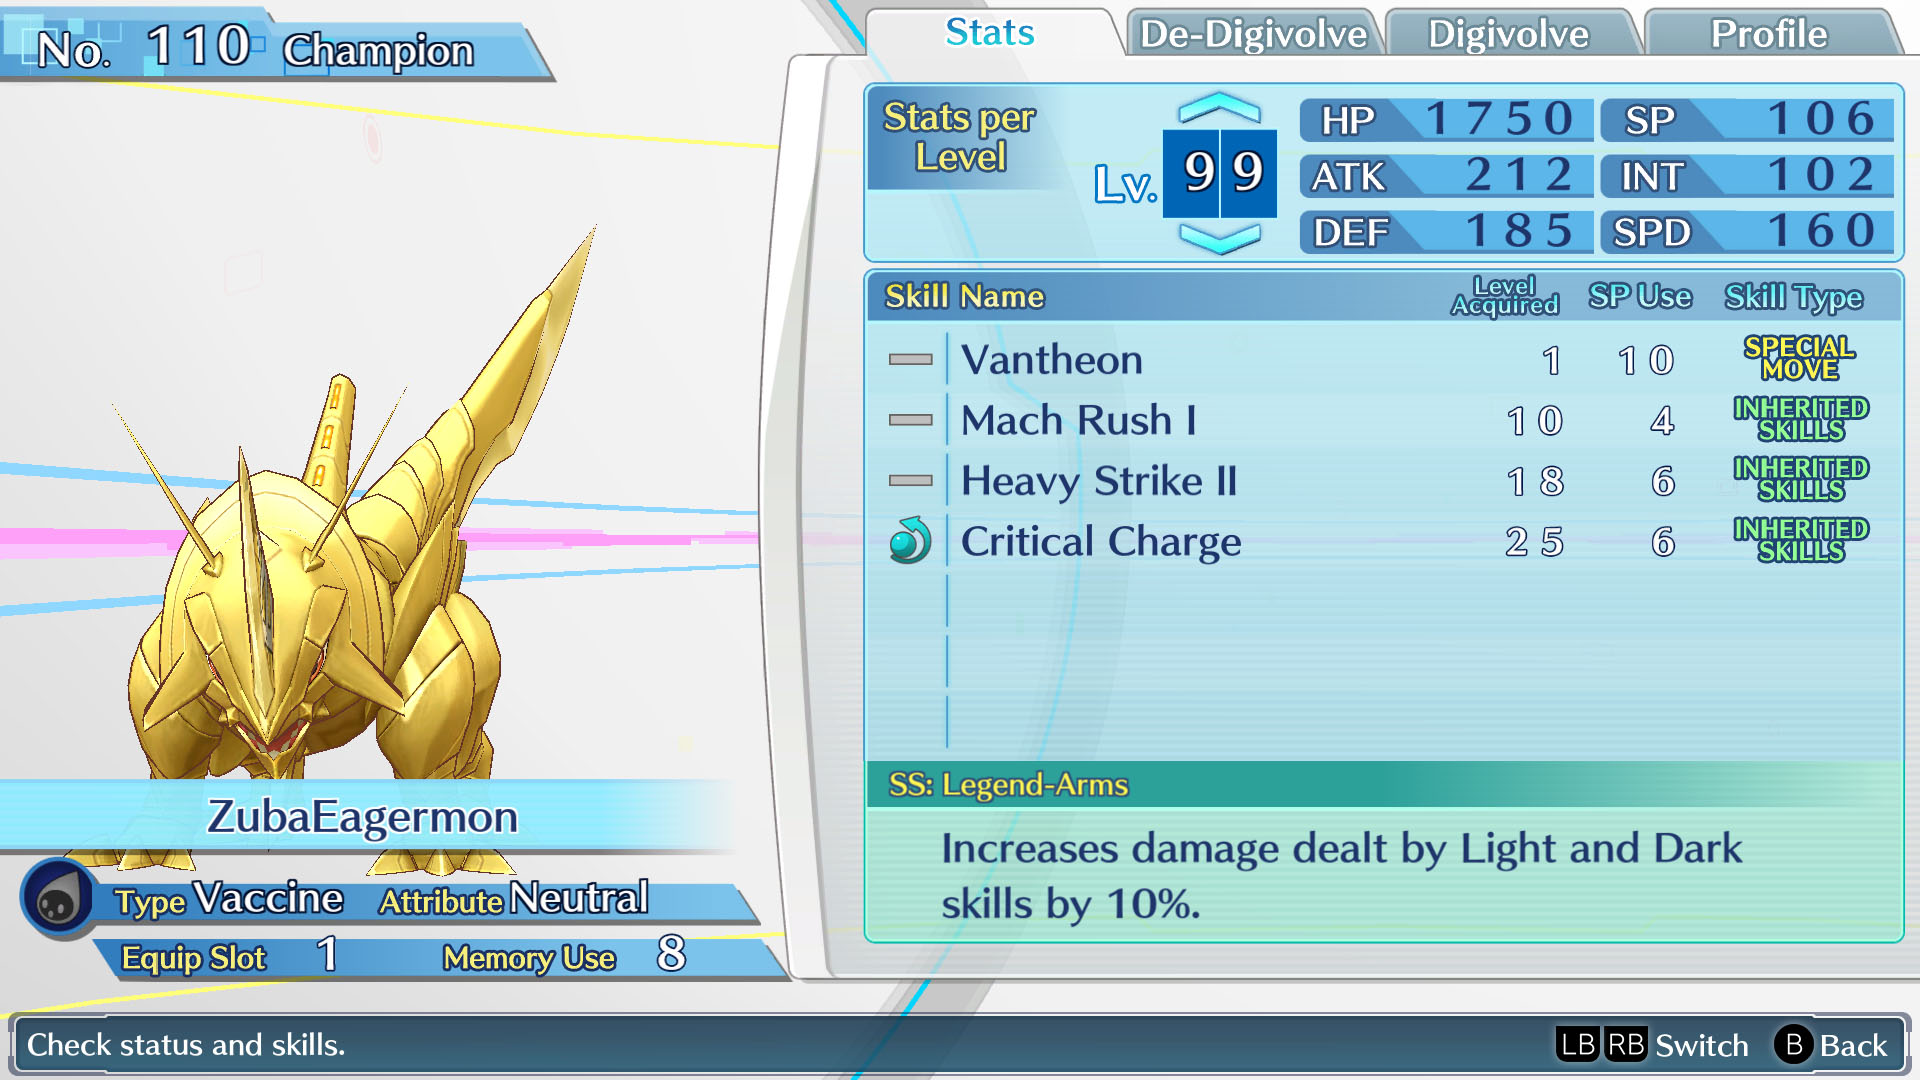 No. 110 Champion
Stats
De-Digivolve
Digivolve
Profile
Stats per
Level
Lv. 99
HP 1750
SP 106
ATK 212
INT 102
DEF 185
SPD 160
Skill Name
Level
Acquired
SP Use
Skill Type
Vantheon 1 10 SPECIAL
MOVE
Mach Rush I 10 4 INHERITED
SKILLS
Heavy Strike II 18 6 INHERITED
SKILLS
Critical Charge 25 6 INHERITED
SKILLS
SS: Legend-Arms
Increases damage dealt by Light and Dark
skills by 10%.
ZubaEagermon
Type Vaccine Attribute Neutral
Equip Slot 1 Memory Use 8
Check status and skills.
LB RB Switch B Back